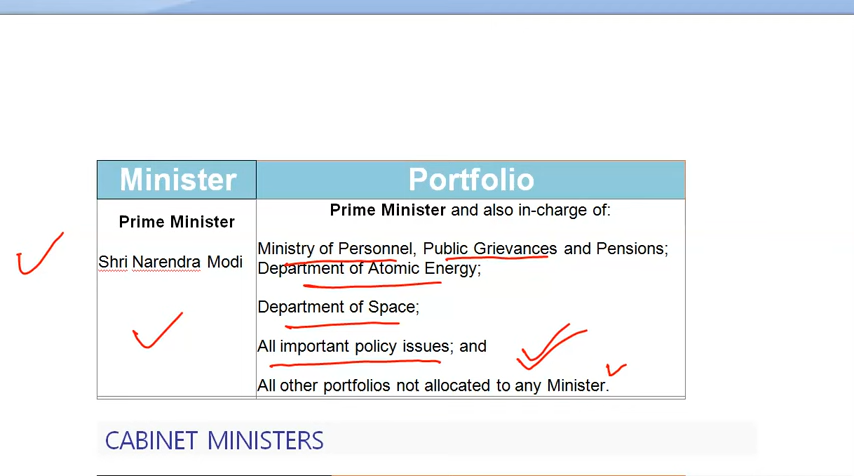 Minister
Portfolio
Prime Minister
Shri Narendra Modi
Prime Minister and also in-charge of:
Ministry of Personnel, Public Grievances and Pensions;
Department of Atomic Energy;
Department of Space;
All important policy issues; and
All other portfolios not allocated to any Minister.
CABINET MINISTERS